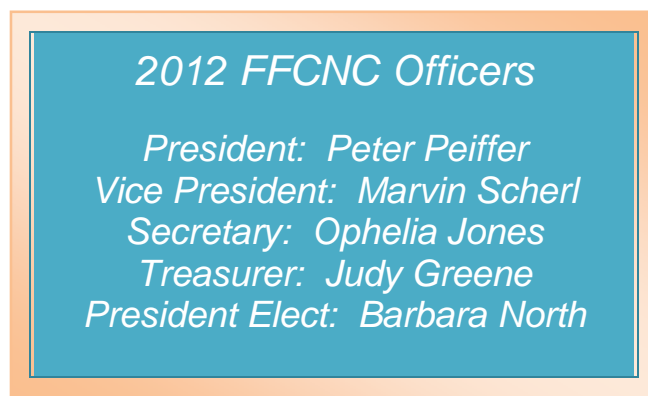 2012 FFCNC Officers
President: Peter Peiffer
Vice President: Marvin Scherl
Secretary: Ophelia Jones
Treasurer: Judy Greene
President Elect: Barbara North